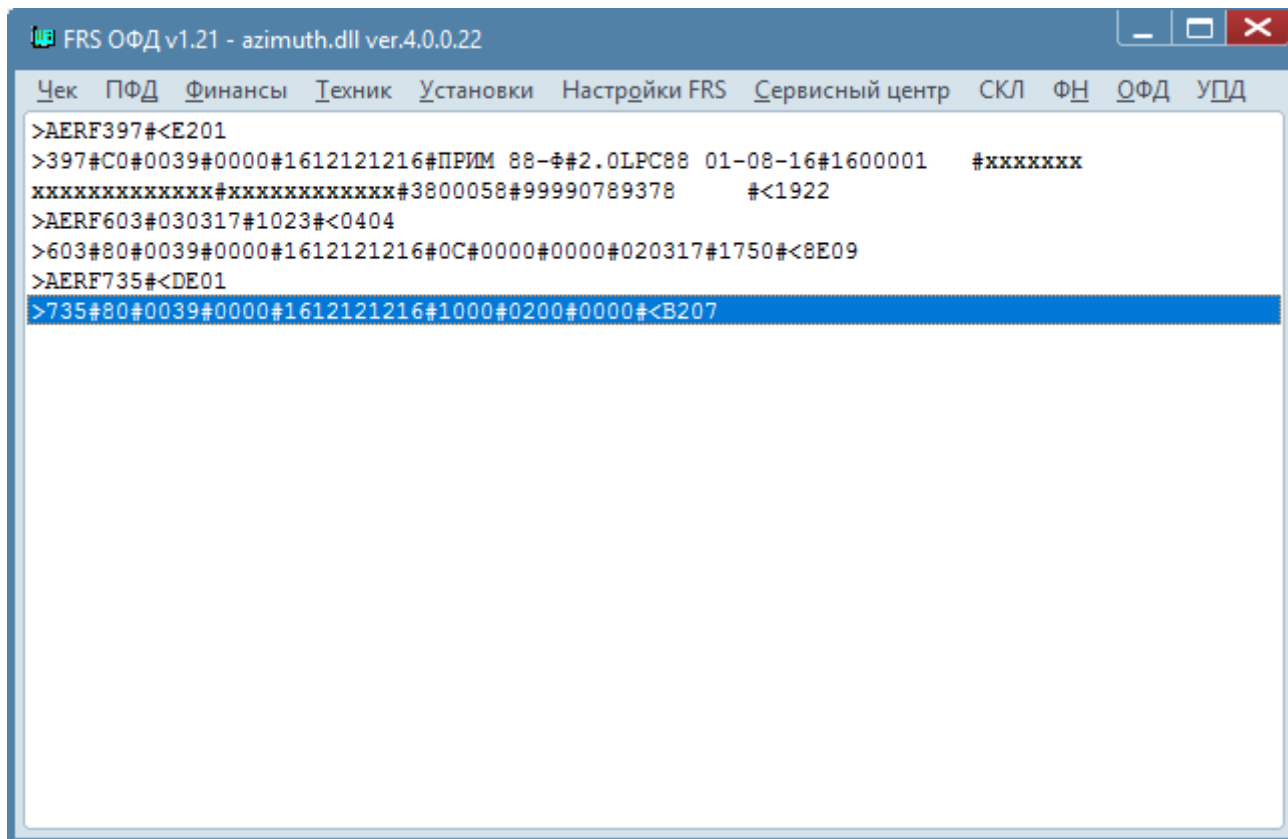 FRS ОФД v1.21 - azimuth.dll ver.4.0.0.22
Чек ПФД Финансы Техник Установки Настройки FRS Сервисный центр СКЛ ФН ОФД УПД
>AERF397#<E201
>397#C0#0039#0000#1612121216#ПРИМ 88-Ф#2.0LPC88 01-08-16#1600001 #xxxxxxx
xxxxxxxxxxxxx#xxxxxxxxxxxx#3800058#99990789378 #<1922
>AERF603#030317#1023#<0404
>603#80#0039#0000#1612121216#0C#0000#0000#020317#1750#<8E09
>AERF735#<DE01
>735#80#0039#0000#1612121216#1000#0200#0000#<B207